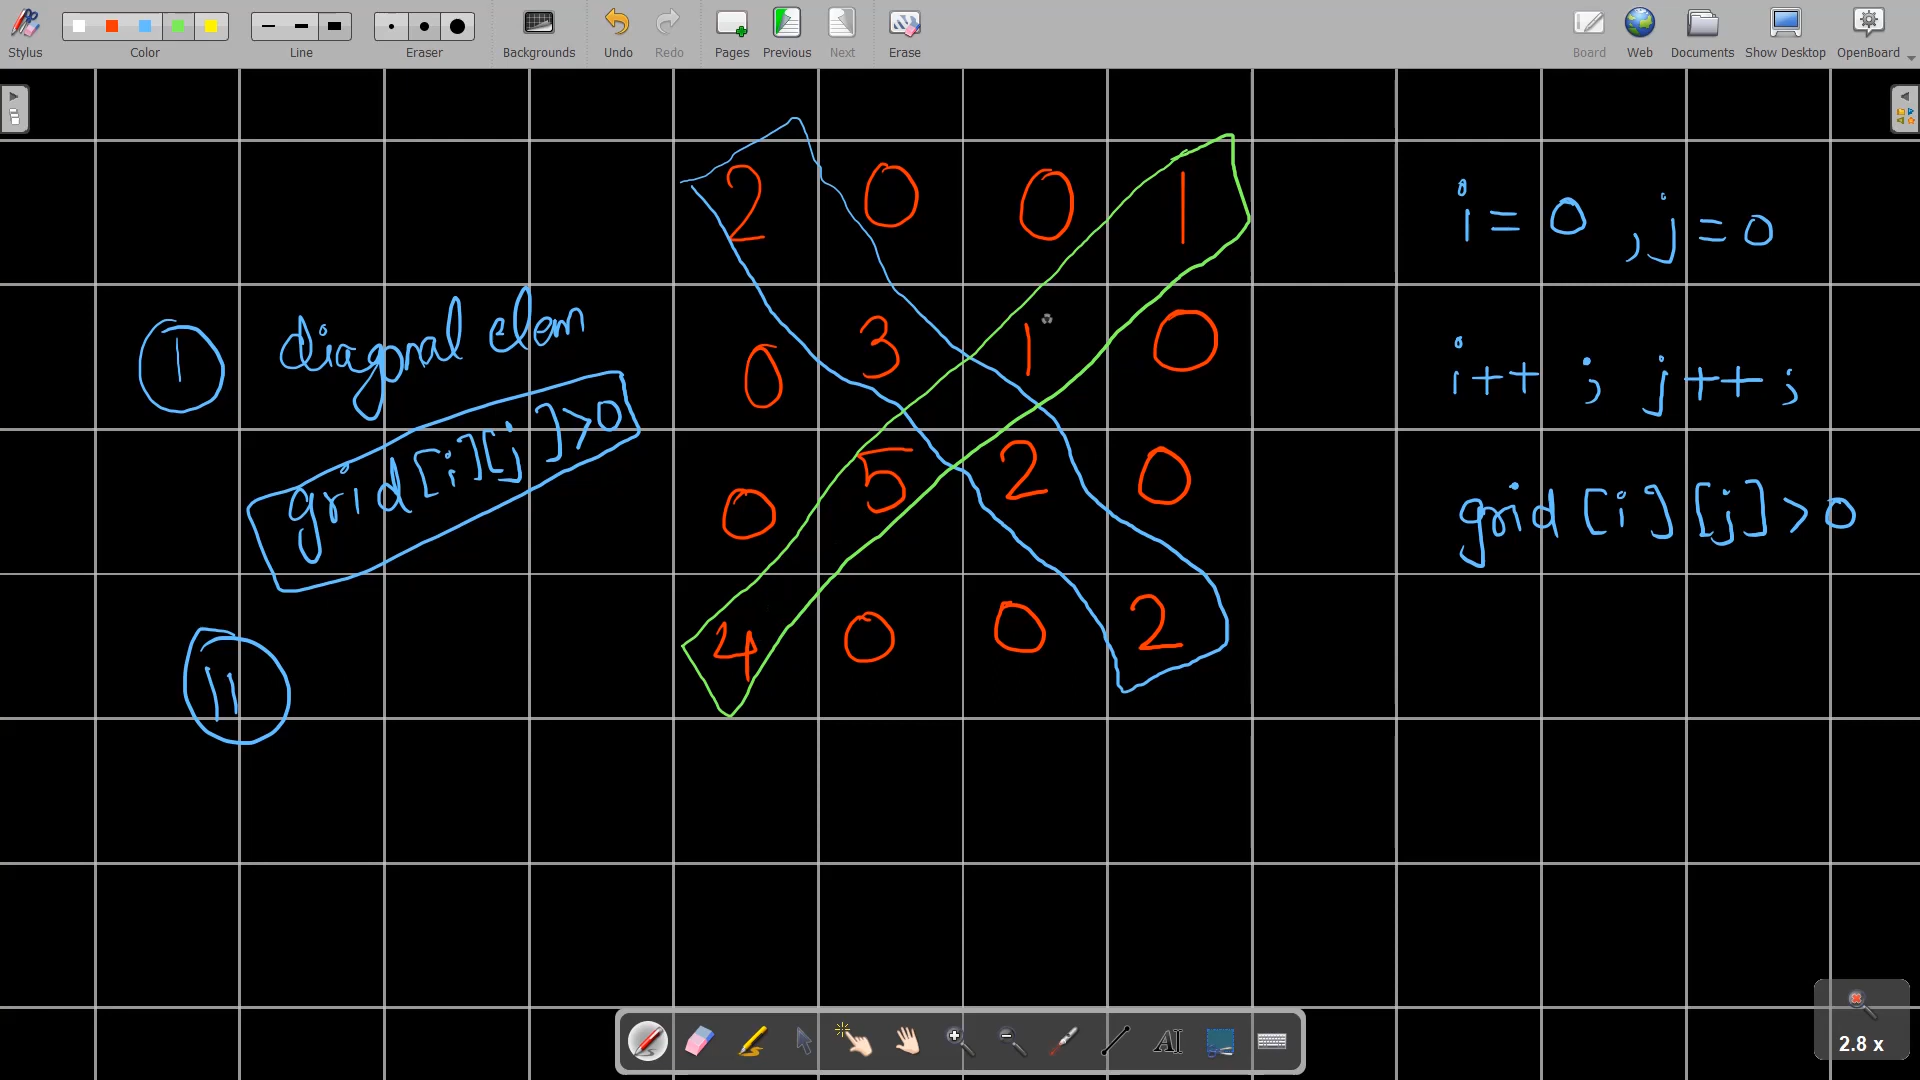 Stylus Color Line Eraser Backgrounds Undo Redo Pages Previous Next Erase Board Web Documents Show Desktop OpenBoard
2 0 0 1
i = 0 , j = 0
I diagonal elem
0 3 1 0
i++ ; j++ ;
grid[i][j]>0
0 5 2 0
grid[i][j]>0
II
4 0 0 2
2.8 x